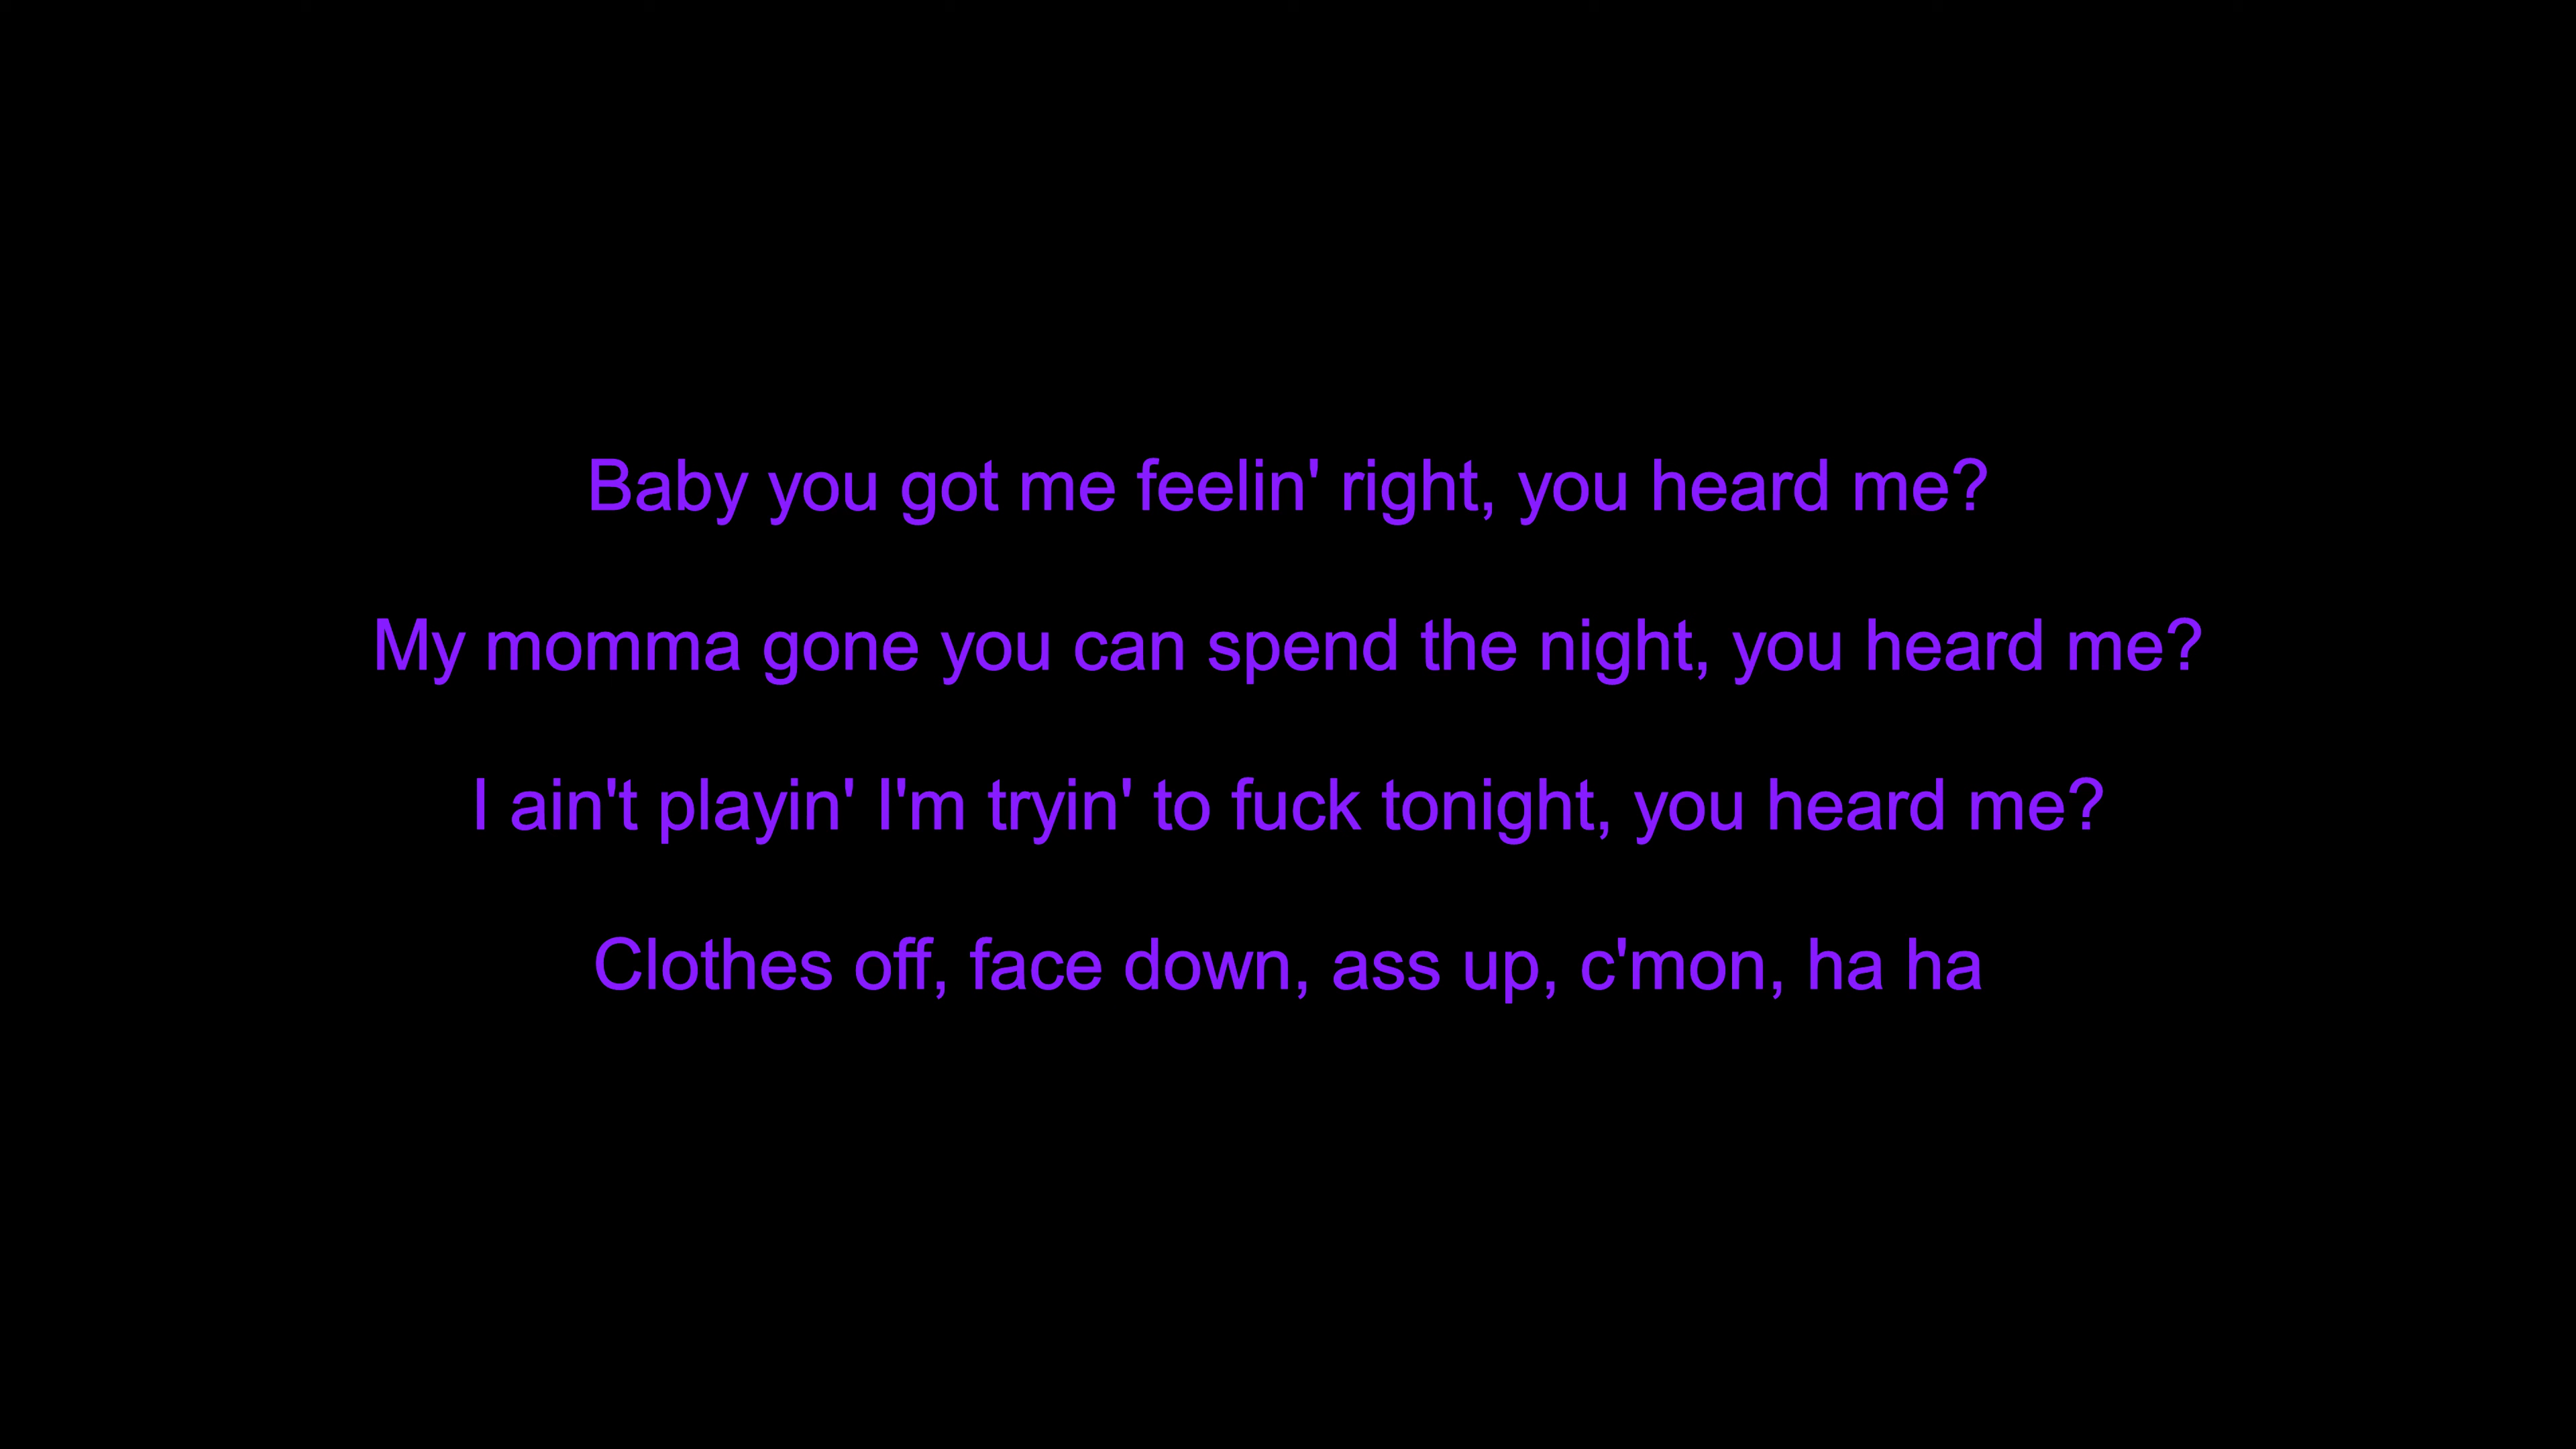 Baby you got me feelin' right, you heard me?
My momma gone you can spend the night, you heard me?
I ain't playin' I'm tryin' to fuck tonight, you heard me?
Clothes off, face down, ass up, c'mon, ha ha